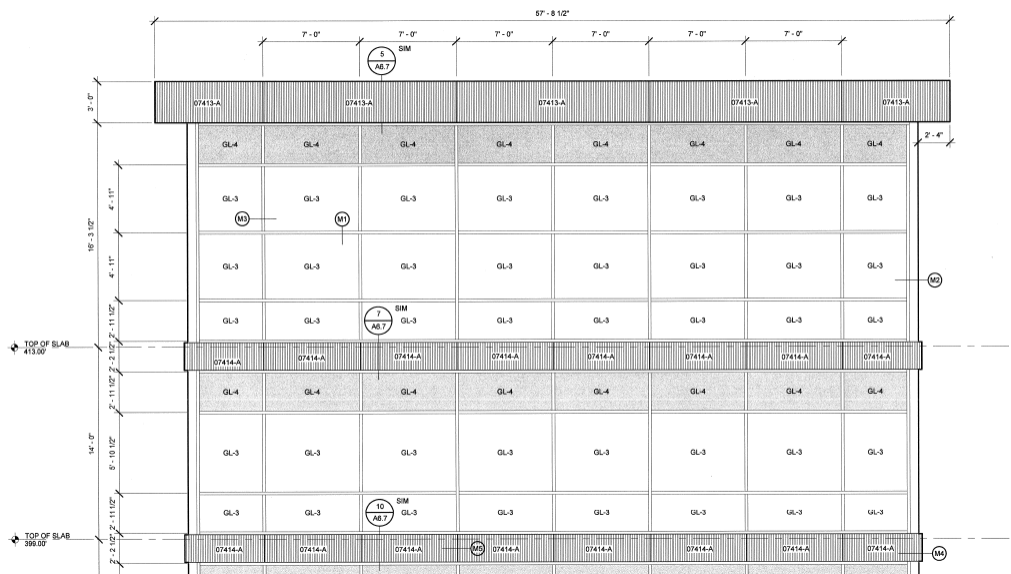 57' - 8 1/2"
7' - 0" 7' - 0" 7' - 0" 7' - 0" 7' - 0" 7' - 0"
5 SIM
A6.7
3' - 0"
07413-A 07413-A 07413-A 07413-A 07413-A
2' - 4"
GL-4 GL-4 GL-4 GL-4 GL-4 GL-4 GL-4 GL-4
16' - 3 1/2"
4' - 11"
GL-3 GL-3 GL-3 GL-3 GL-3 GL-3 GL-3 GL-3
M3 M1
4' - 11"
GL-3 GL-3 GL-3 GL-3 GL-3 GL-3 GL-3 GL-3
M2
7 SIM
A6.7
2' - 11 1/2"
GL-3 GL-3 GL-3 GL-3 GL-3 GL-3 GL-3 GL-3
TOP OF SLAB
413.00'
2' - 2 1/2"
07414-A 07414-A 07414-A 07414-A 07414-A 07414-A 07414-A 07414-A
2' - 11 1/2"
GL-4 GL-4 GL-4 GL-4 GL-4 GL-4 GL-4 GL-4
14' - 0"
5' - 10 1/2"
GL-3 GL-3 GL-3 GL-3 GL-3 GL-3 GL-3 GL-3
10 SIM
A6.7
2' - 11 1/2"
GL-3 GL-3 GL-3 GL-3 GL-3 GL-3 GL-3 GL-3
TOP OF SLAB
399.00'
2' - 2 1/2"
07414-A 07414-A 07414-A M5 07414-A 07414-A 07414-A 07414-A 07414-A M4